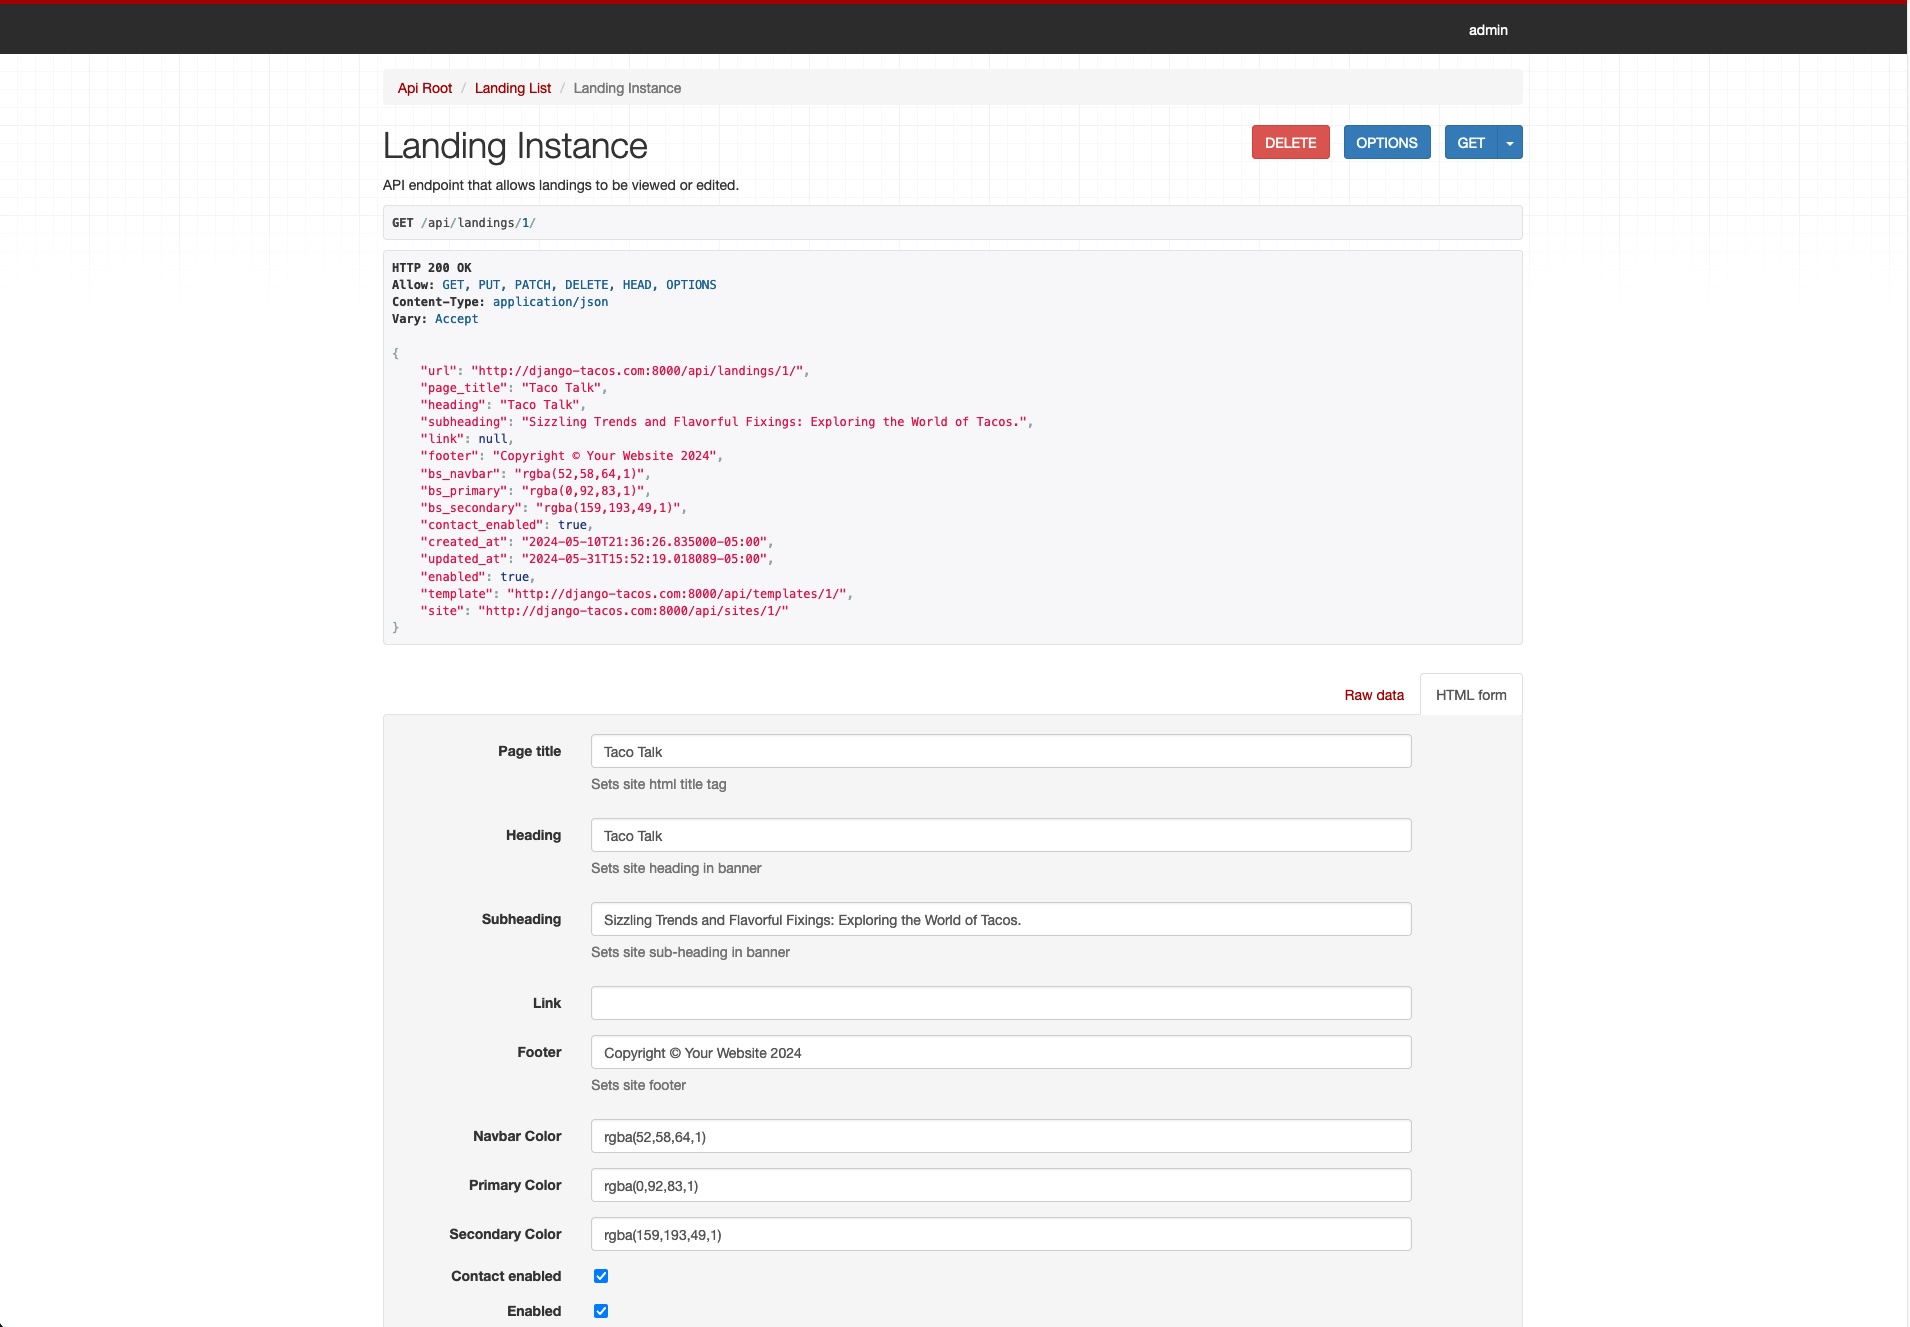 admin
Api Root / Landing List / Landing Instance
Landing Instance
DELETE
OPTIONS
GET
API endpoint that allows landings to be viewed or edited.
GET /api/landings/1/
HTTP 200 OK
Allow: GET, PUT, PATCH, DELETE, HEAD, OPTIONS
Content-Type: application/json
Vary: Accept
{
"url": "http://django-tacos.com:8000/api/landings/1/",
"page_title": "Taco Talk",
"heading": "Taco Talk",
"subheading": "Sizzling Trends and Flavorful Fixings: Exploring the World of Tacos.",
"link": null,
"footer": "Copyright © Your Website 2024",
"bs_navbar": "rgba(52,58,64,1)",
"bs_primary": "rgba(0,92,83,1)",
"bs_secondary": "rgba(159,193,49,1)",
"contact_enabled": true,
"created_at": "2024-05-10T21:36:26.835000-05:00",
"updated_at": "2024-05-31T15:52:19.018089-05:00",
"enabled": true,
"template": "http://django-tacos.com:8000/api/templates/1/",
"site": "http://django-tacos.com:8000/api/sites/1/"
}
Raw data
HTML form
Page title
Taco Talk
Sets site html title tag
Heading
Taco Talk
Sets site heading in banner
Subheading
Sizzling Trends and Flavorful Fixings: Exploring the World of Tacos.
Sets site sub-heading in banner
Link
Footer
Copyright © Your Website 2024
Sets site footer
Navbar Color
rgba(52,58,64,1)
Primary Color
rgba(0,92,83,1)
Secondary Color
rgba(159,193,49,1)
Contact enabled
Enabled